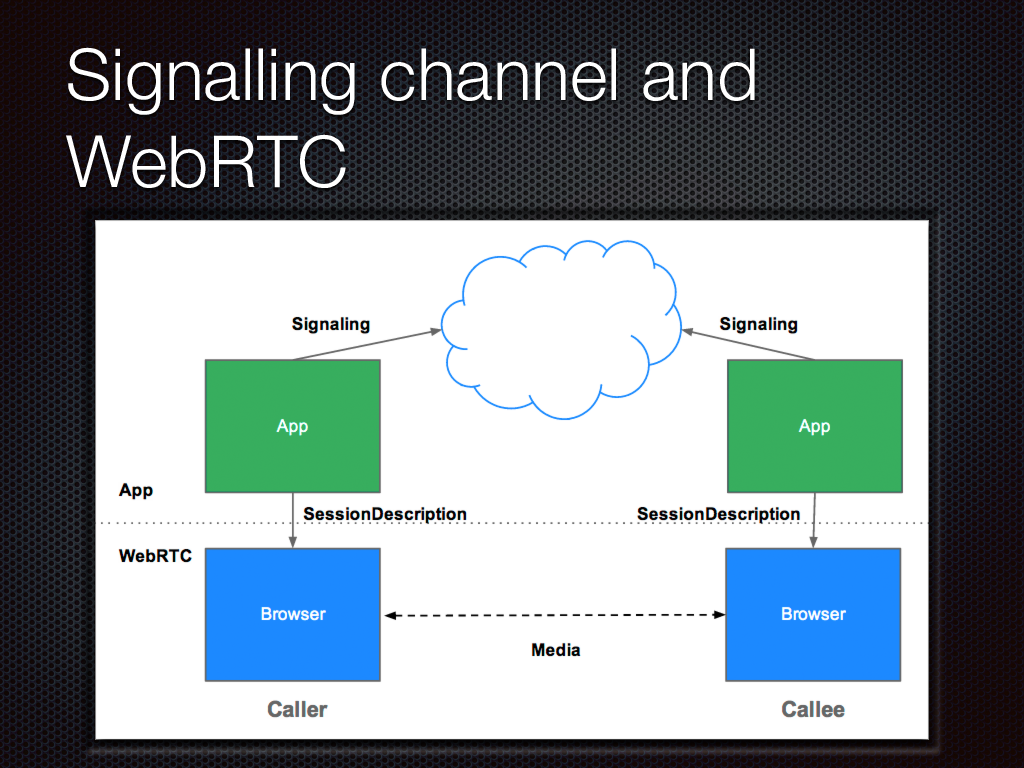 Signalling channel and
WebRTC
Signaling
Signaling
App
App
App
SessionDescription
SessionDescription
WebRTC
Browser
Browser
Media
Caller
Callee